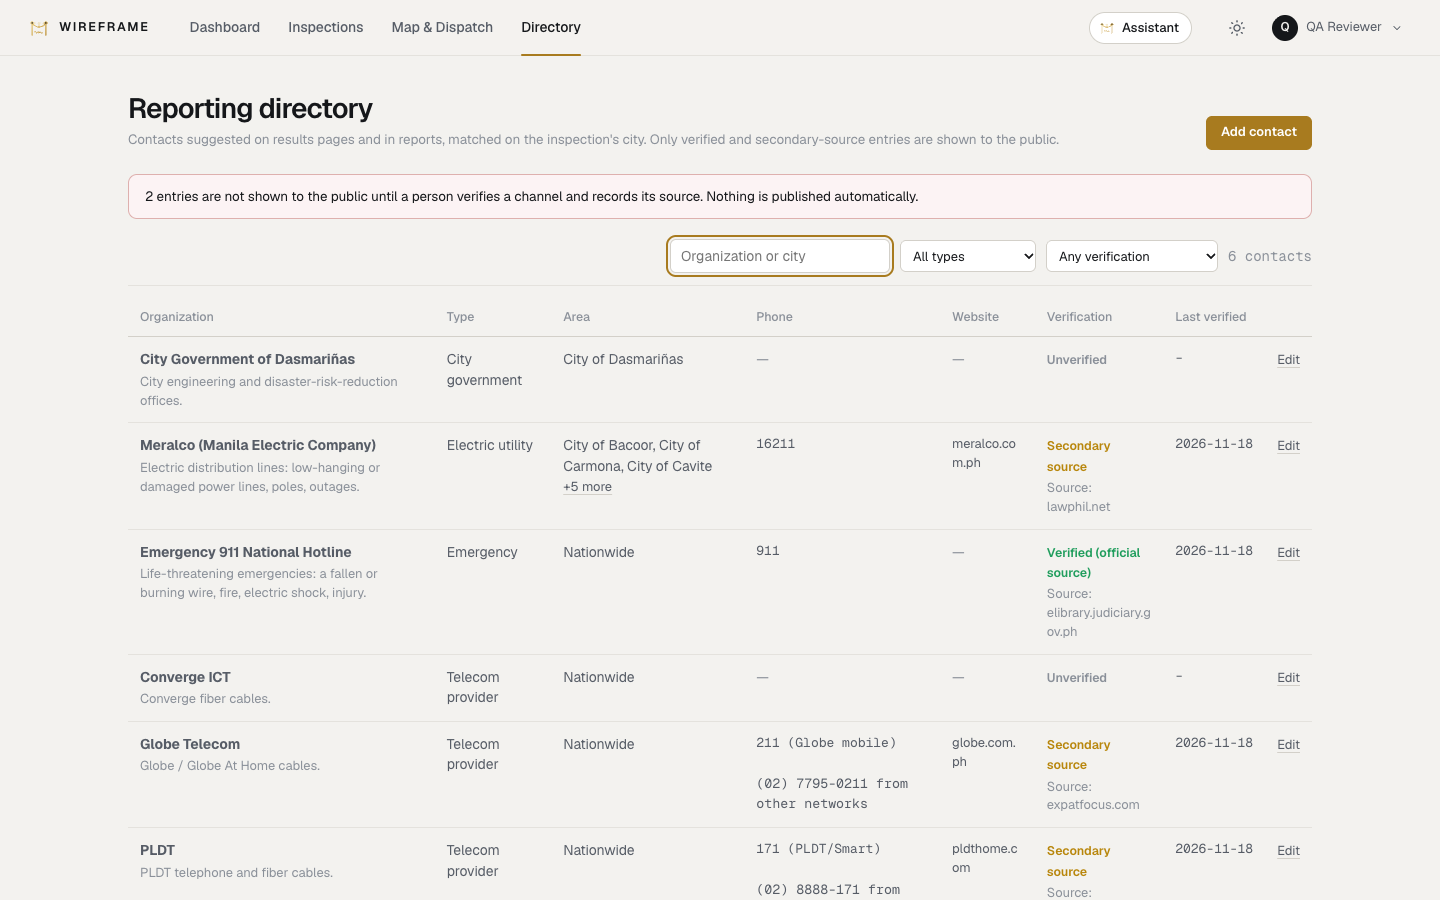 WIREFRAME
Dashboard
Inspections
Map & Dispatch
Directory
Assistant
Q
QA Reviewer
Reporting directory
Contacts suggested on results pages and in reports, matched on the inspection's city. Only verified and secondary-source entries are shown to the public.
Add contact
2 entries are not shown to the public until a person verifies a channel and records its source. Nothing is published automatically.
Organization or city
All types
Any verification
6 contacts
Organization
Type
Area
Phone
Website
Verification
Last verified
City Government of Dasmariñas
City engineering and disaster-risk-reduction
offices.
City
government
City of Dasmariñas
—
—
Unverified
–
Edit
Meralco (Manila Electric Company)
Electric distribution lines: low-hanging or
damaged power lines, poles, outages.
Electric utility
City of Bacoor, City of
Carmona, City of Cavite
+5 more
16211
meralco.co
m.ph
Secondary
source
Source:
lawphil.net
2026-11-18
Edit
Emergency 911 National Hotline
Life-threatening emergencies: a fallen or
burning wire, fire, electric shock, injury.
Emergency
Nationwide
911
—
Verified (official
source)
Source:
elibrary.judiciary.g
ov.ph
2026-11-18
Edit
Converge ICT
Converge fiber cables.
Telecom
provider
Nationwide
—
—
Unverified
–
Edit
Globe Telecom
Globe / Globe At Home cables.
Telecom
provider
Nationwide
211 (Globe mobile)
(02) 7795-0211 from
other networks
globe.com.
ph
Secondary
source
Source:
expatfocus.com
2026-11-18
Edit
PLDT
PLDT telephone and fiber cables.
Telecom
provider
Nationwide
171 (PLDT/Smart)
(02) 8888-171 from
pldthome.c
om
Secondary
source
Source:
2026-11-18
Edit